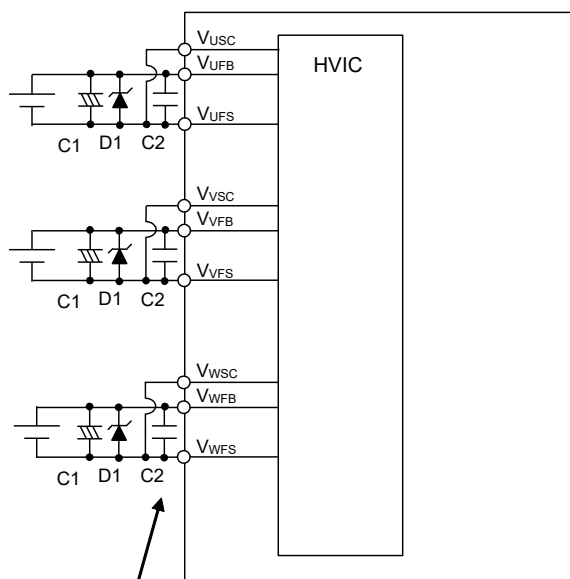 VUSC
VUFB
HVIC
VUFS
C1 D1 C2
VVSC
VVFB
VVFS
C1 D1 C2
VWSC
VWFB
VWFS
C1 D1 C2